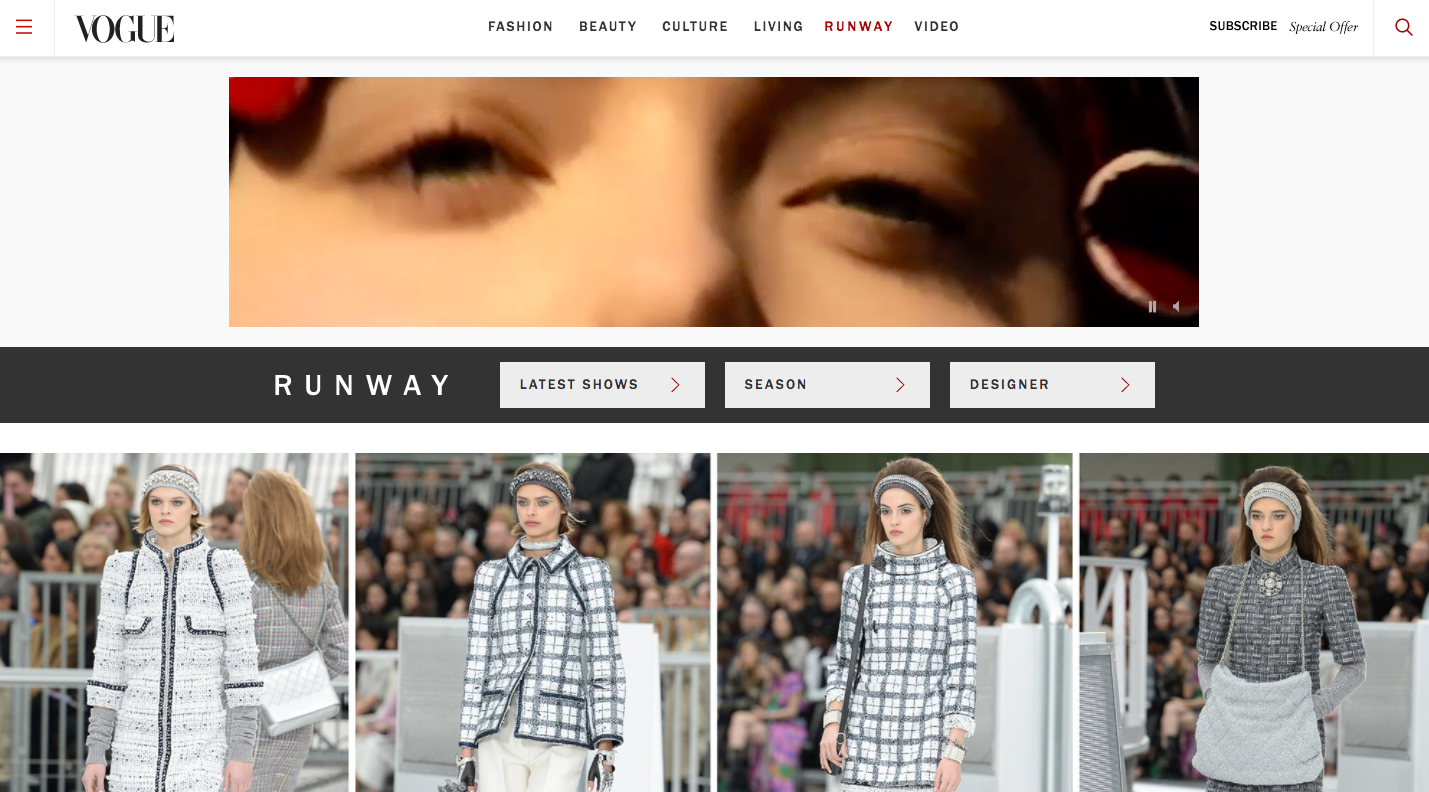 VOGUE
FASHION BEAUTY CULTURE LIVING RUNWAY VIDEO
SUBSCRIBE Special Offer
RUNWAY
LATEST SHOWS
SEASON
DESIGNER